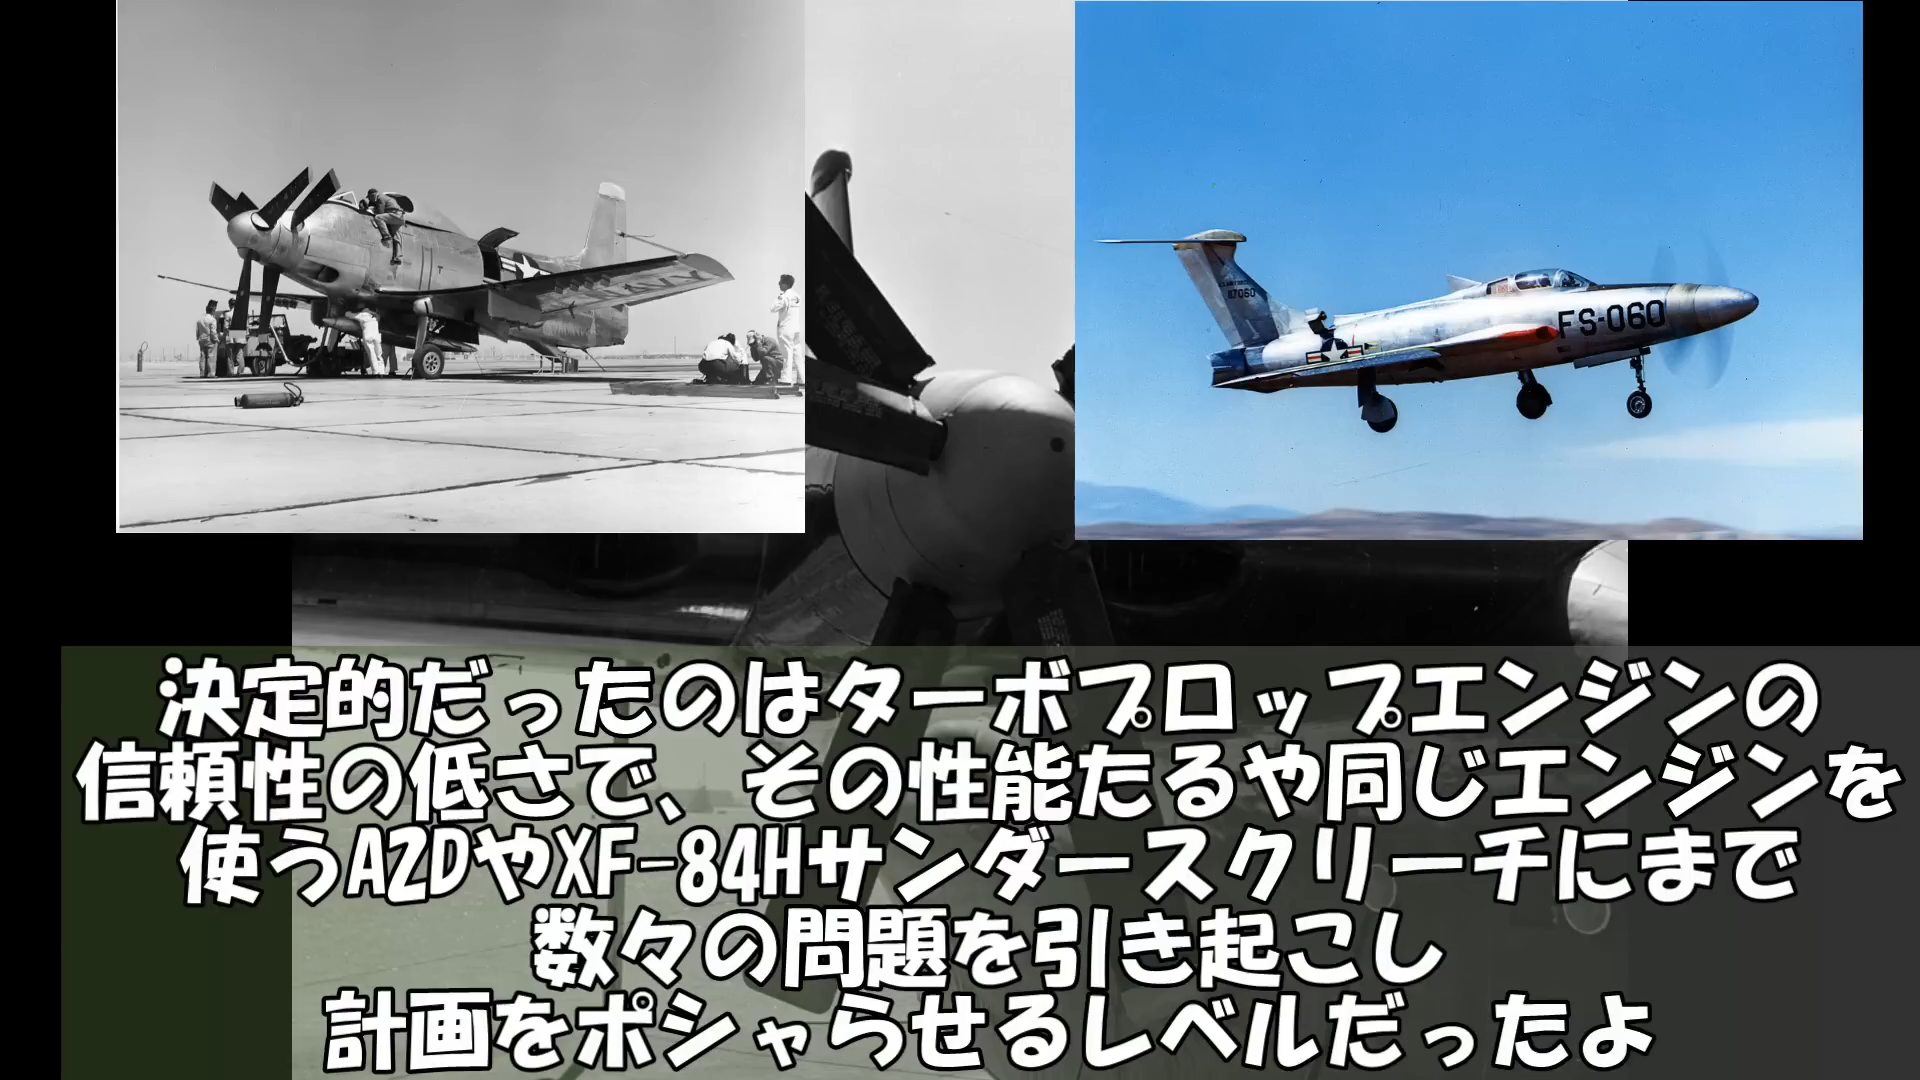 FS-060
決定的だったのはターボプロップエンジンの
信頼性の低さで、その性能たるや同じエンジンを
使うA2DやXF-84Hサンダースクリーチにまで
数々の問題を引き起こし
計画をポシャらせるレベルだったよ